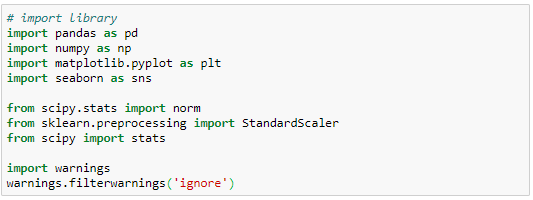 # import library
import pandas as pd
import numpy as np
import matplotlib.pyplot as plt
import seaborn as sns
from scipy.stats import norm
from sklearn.preprocessing import StandardScaler
from scipy import stats
import warnings
warnings.filterwarnings('ignore')